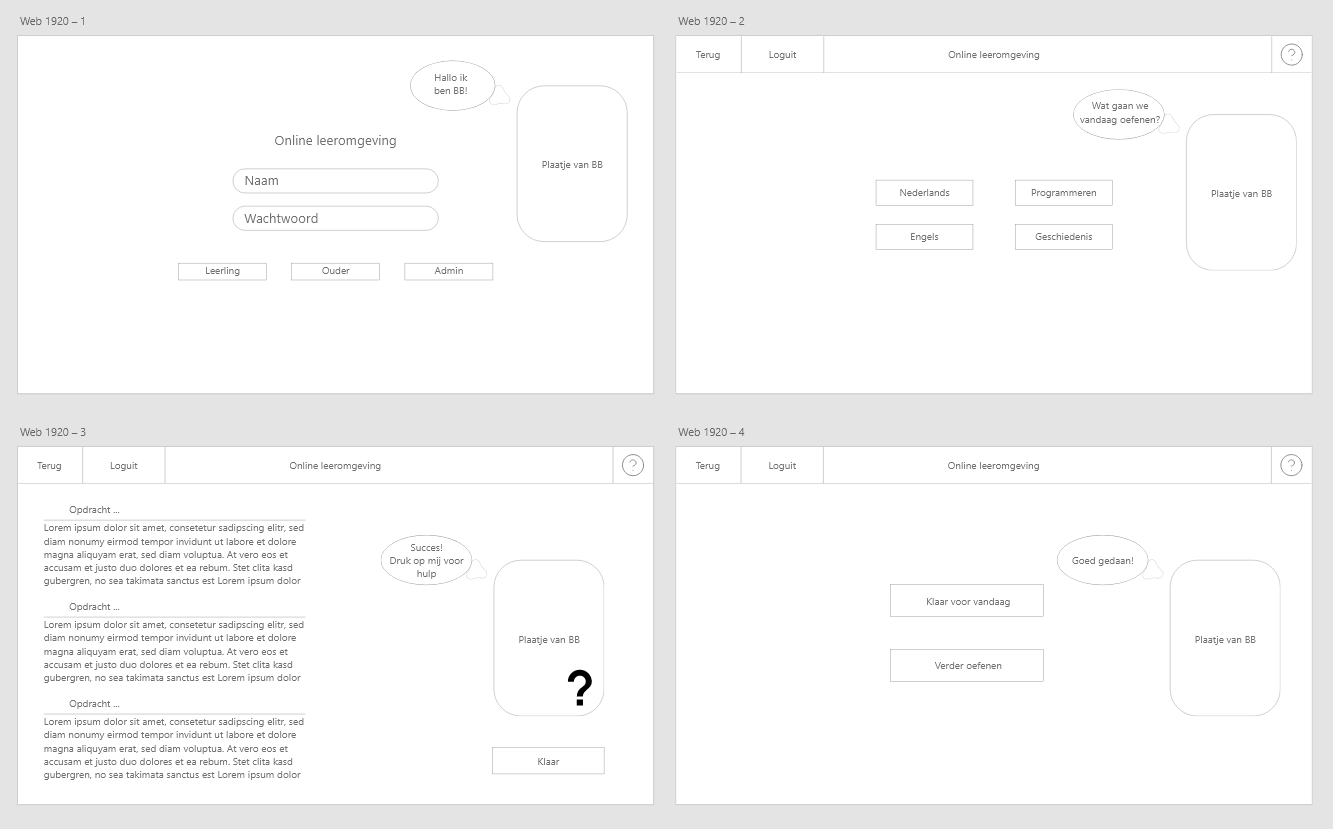 Web 1920 – 1
Hallo ik
ben BB!
Online leeromgeving
Plaatje van BB
Naam
Wachtwoord
Leerling
Ouder
Admin
Web 1920 – 2
Terug
Loguit
Online leeromgeving
?
Wat gaan we
vandaag oefenen?
Plaatje van BB
Nederlands
Programmeren
Engels
Geschiedenis
Web 1920 – 3
Terug
Loguit
Online leeromgeving
?
Opdracht ...
Lorem ipsum dolor sit amet, consetetur sadipscing elitr, sed
diam nonumy eirmod tempor invidunt ut labore et dolore
magna aliquyam erat, sed diam voluptua. At vero eos et
accusam et justo duo dolores et ea rebum. Stet clita kasd
gubergren, no sea takimata sanctus est Lorem ipsum dolor
Opdracht ...
Lorem ipsum dolor sit amet, consetetur sadipscing elitr, sed
diam nonumy eirmod tempor invidunt ut labore et dolore
magna aliquyam erat, sed diam voluptua. At vero eos et
accusam et justo duo dolores et ea rebum. Stet clita kasd
gubergren, no sea takimata sanctus est Lorem ipsum dolor
Opdracht ...
Lorem ipsum dolor sit amet, consetetur sadipscing elitr, sed
diam nonumy eirmod tempor invidunt ut labore et dolore
magna aliquyam erat, sed diam voluptua. At vero eos et
accusam et justo duo dolores et ea rebum. Stet clita kasd
gubergren, no sea takimata sanctus est Lorem ipsum dolor
Succes!
Druk op mij voor
hulp
Plaatje van BB
?
Klaar
Web 1920 – 4
Terug
Loguit
Online leeromgeving
?
Goed gedaan!
Klaar voor vandaag
Plaatje van BB
Verder oefenen